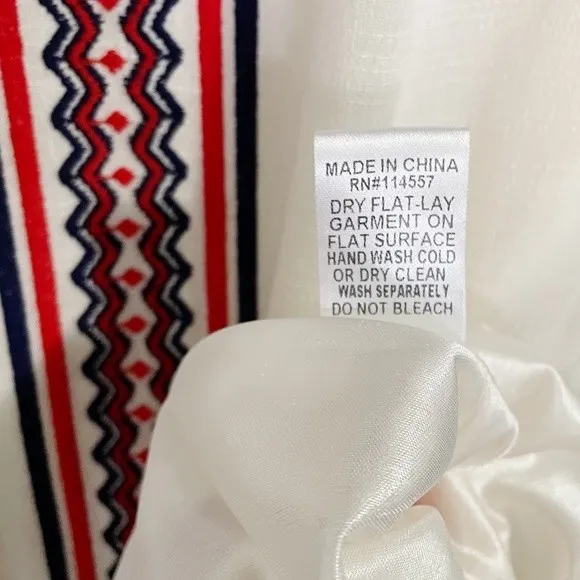 MADE IN CHINA
RN#114557
DRY FLAT-LAY
GARMENT ON
FLAT SURFACE
HAND WASH COLD
OR DRY CLEAN
WASH SEPARATELY
DO NOT BLEACH